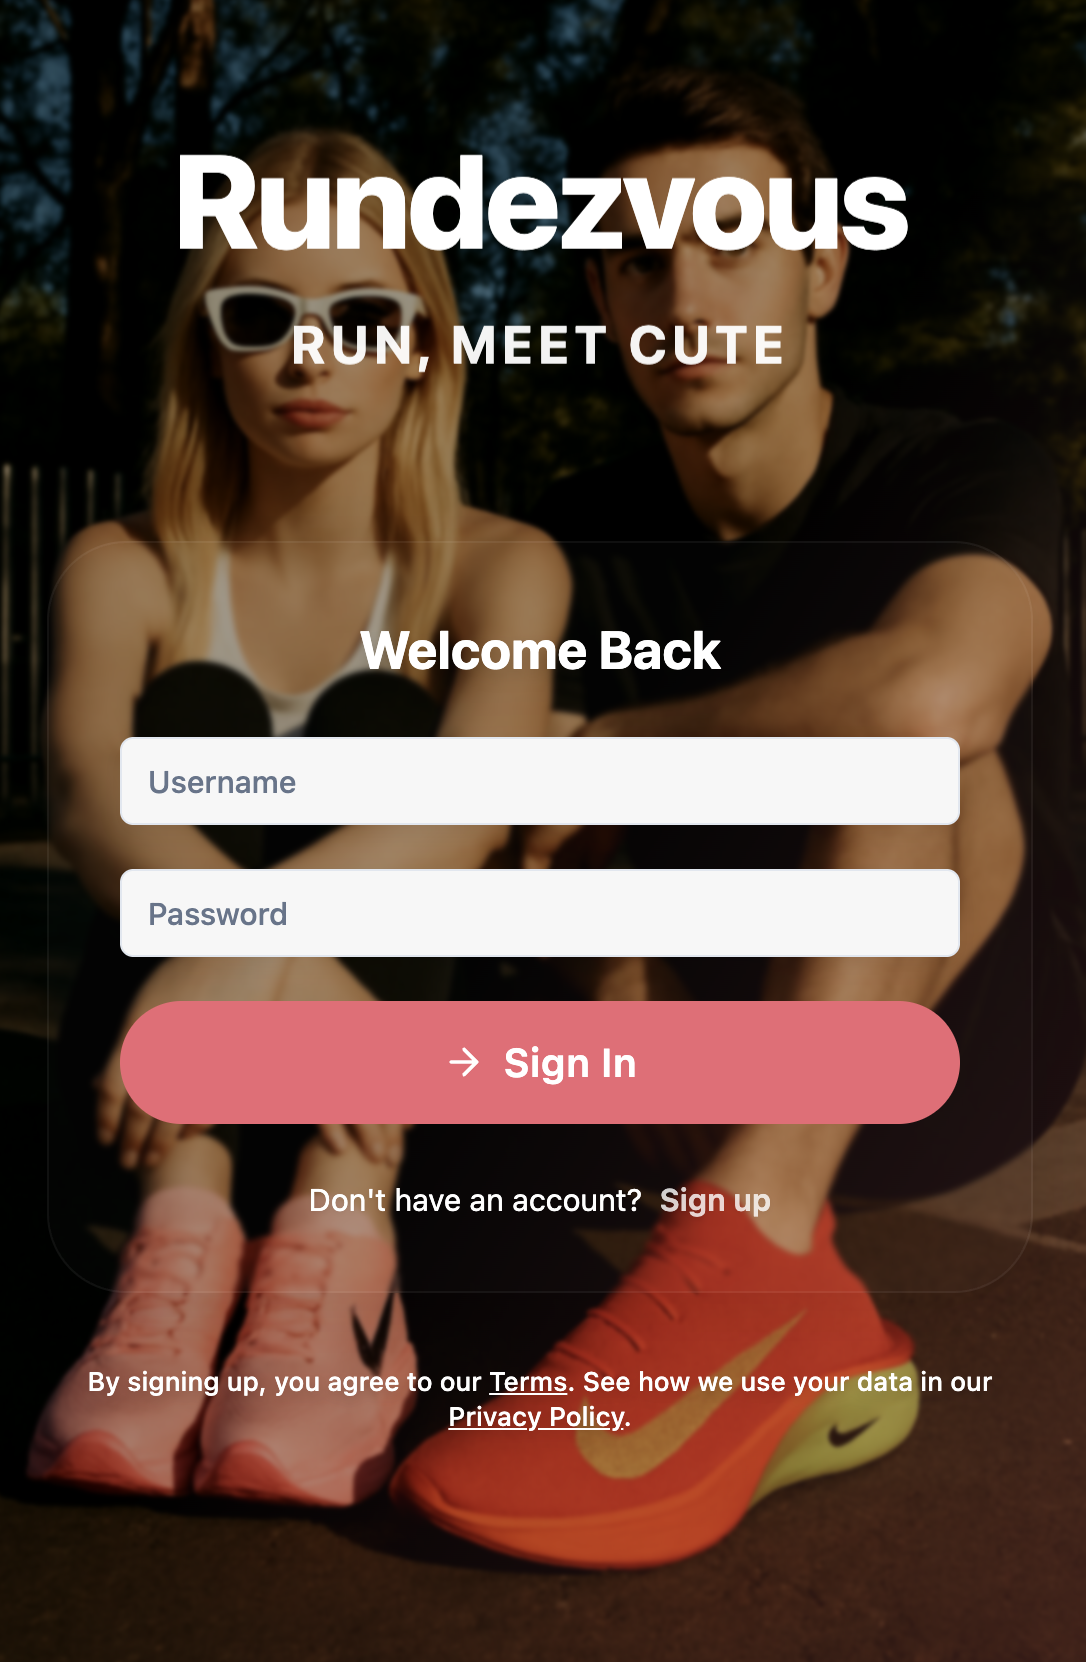 Rundezvous
RUN, MEET CUTE
Welcome Back
Username
Password
Sign In
Don't have an account? Sign up
By signing up, you agree to our Terms. See how we use your data in our
Privacy Policy.